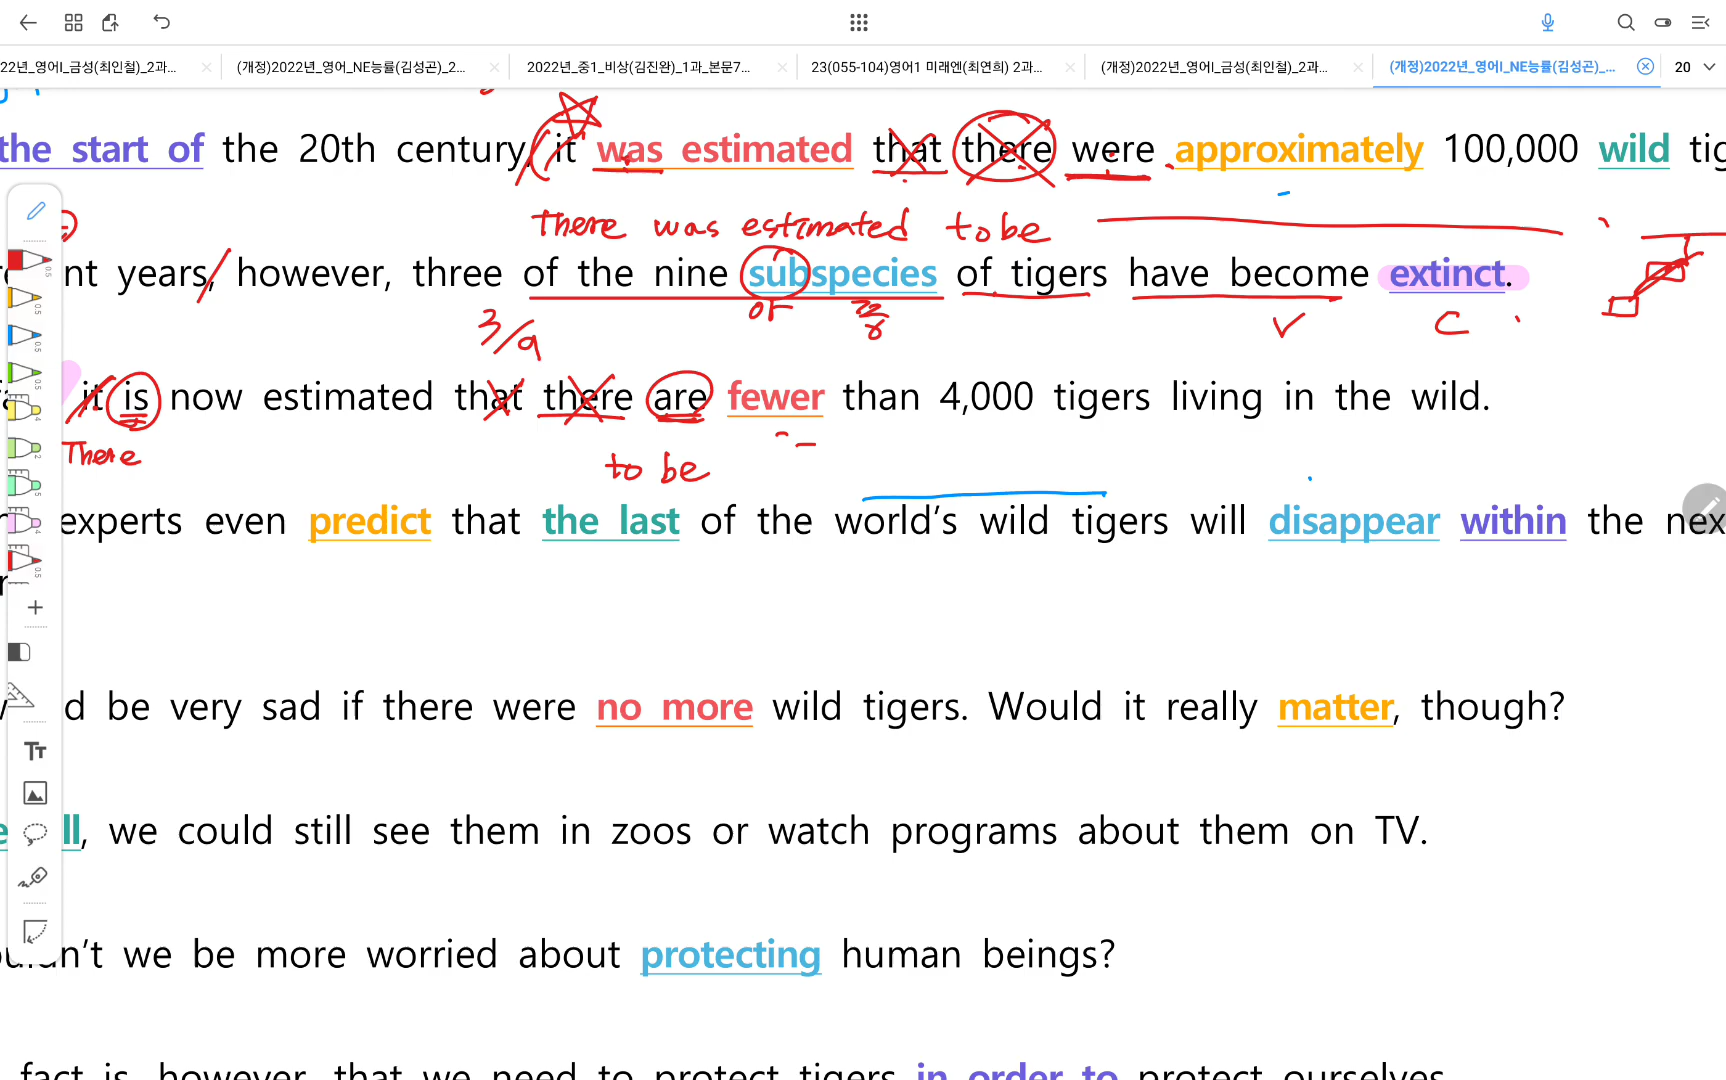 22년_영어I_금성(최인철)_2과... (개정)2022년_영어_NE능률(김성곤)_2... 2022년_중1_비상(김진완)_1과_본문7... 23(055-104)영어1 미래엔(최연희) 2과... (개정)2022년_영어I_금성(최인철)_2과... (개정)2022년_영어I_NE능률(김성곤)_... 20
the start of the 20th century, it was estimated that there were approximately 100,000 wild tig
There was estimated to be
nt years, however, three of the nine subspecies of tigers have become extinct.
3/9 V C
it is now estimated that there are fewer than 4,000 tigers living in the wild.
There to be
experts even predict that the last of the world's wild tigers will disappear within the nex
d be very sad if there were no more wild tigers. Would it really matter, though?
ll, we could still see them in zoos or watch programs about them on TV.
n't we be more worried about protecting human beings?
fact is, however, that we need to protect tigers in order to protect ourselves